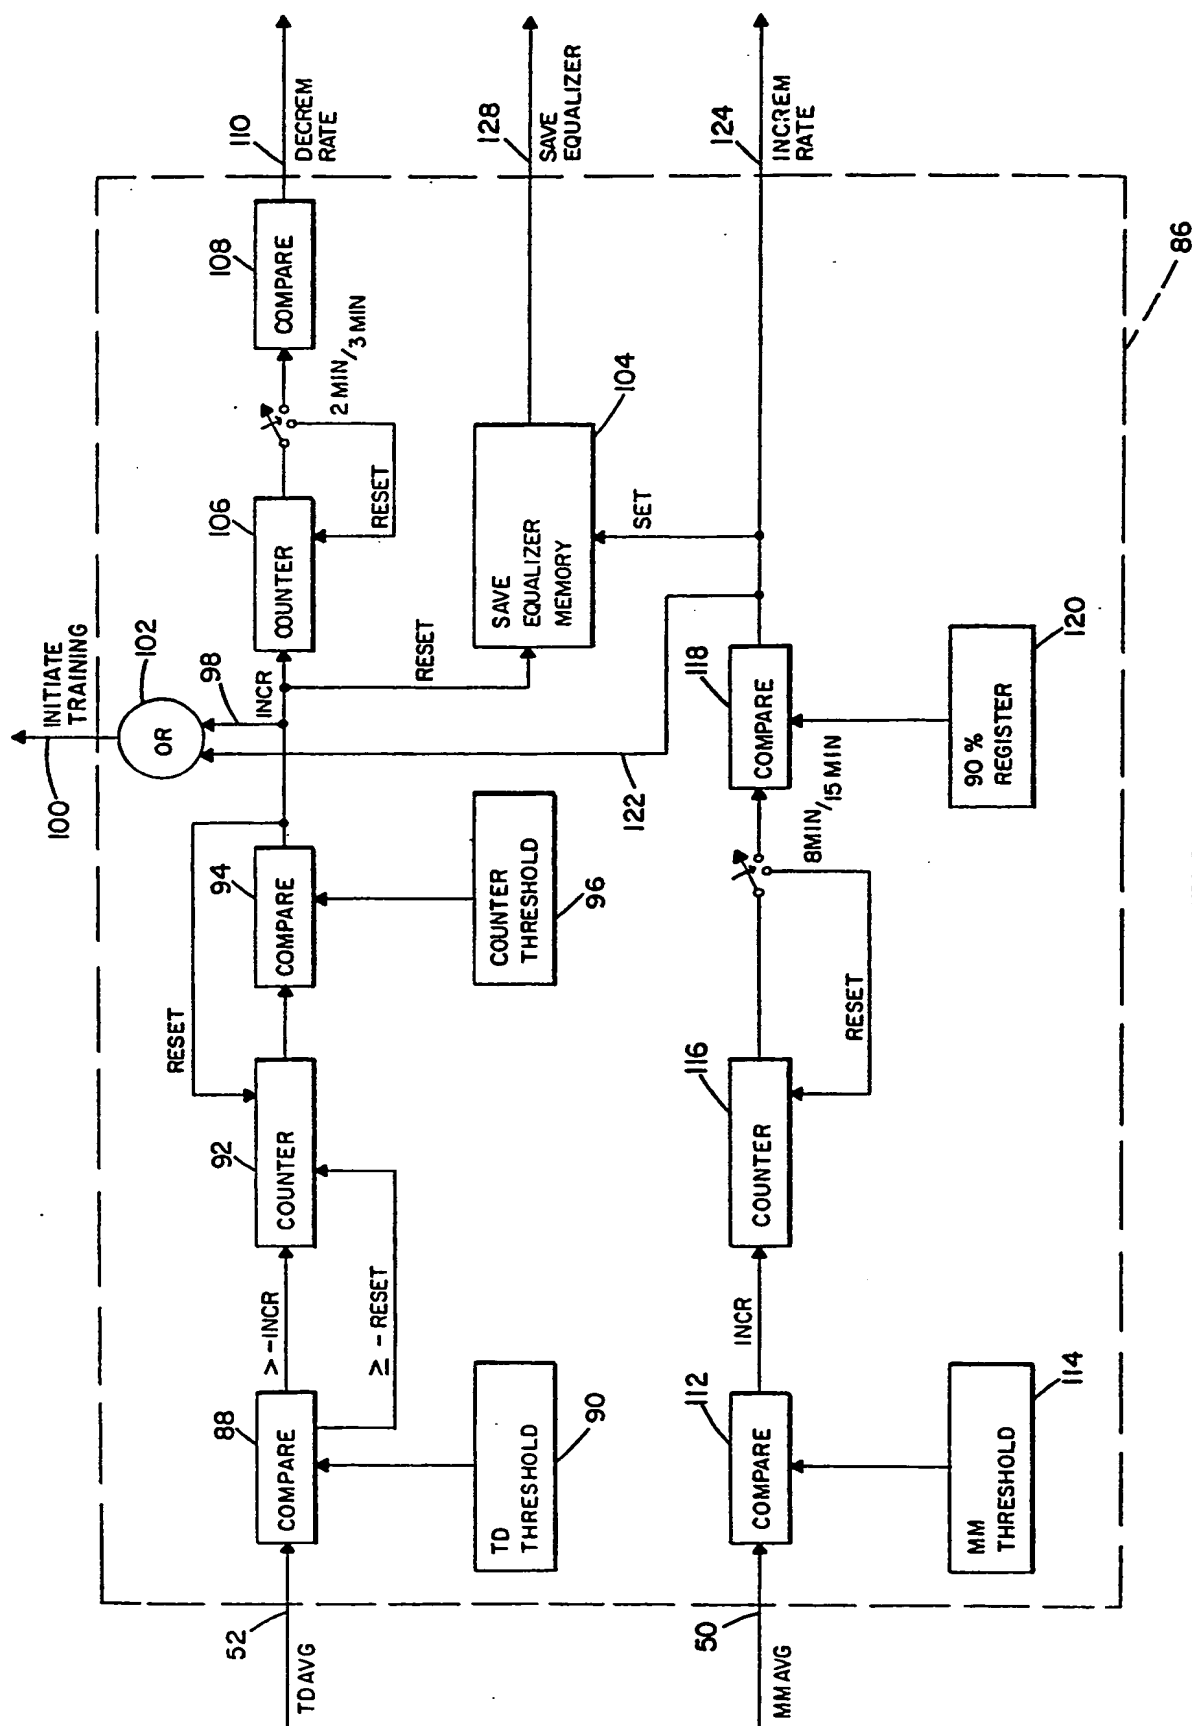 INITIATE
TRAINING
100
102
OR
98
122
110
DECREM
RATE
128
SAVE
EQUALIZER
124
INCREM
RATE
52
TD AVG
88
COMPARE
> - INCR
≥ - RESET
90
TD
THRESHOLD
92
COUNTER
RESET
94
COMPARE
96
COUNTER
THRESHOLD
INCR
106
COUNTER
RESET
2 MIN/3 MIN
108
COMPARE
RESET
SAVE
EQUALIZER
MEMORY
104
SET
50
MM AVG
112
COMPARE
INCR
114
MM
THRESHOLD
116
COUNTER
RESET
8MIN/15 MIN
118
COMPARE
120
90 %
REGISTER
86